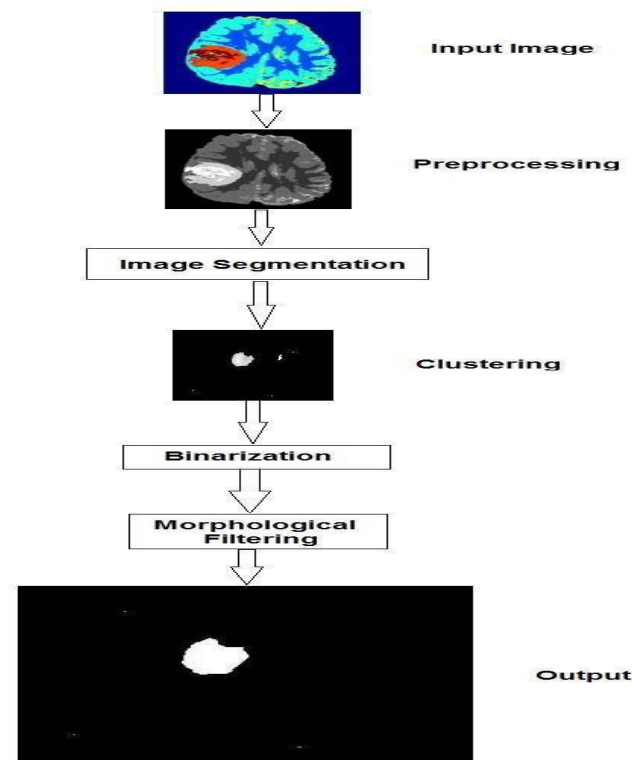 Input Image
Preprocessing
Image Segmentation
Clustering
Binarization
Morphological
Filtering
Output